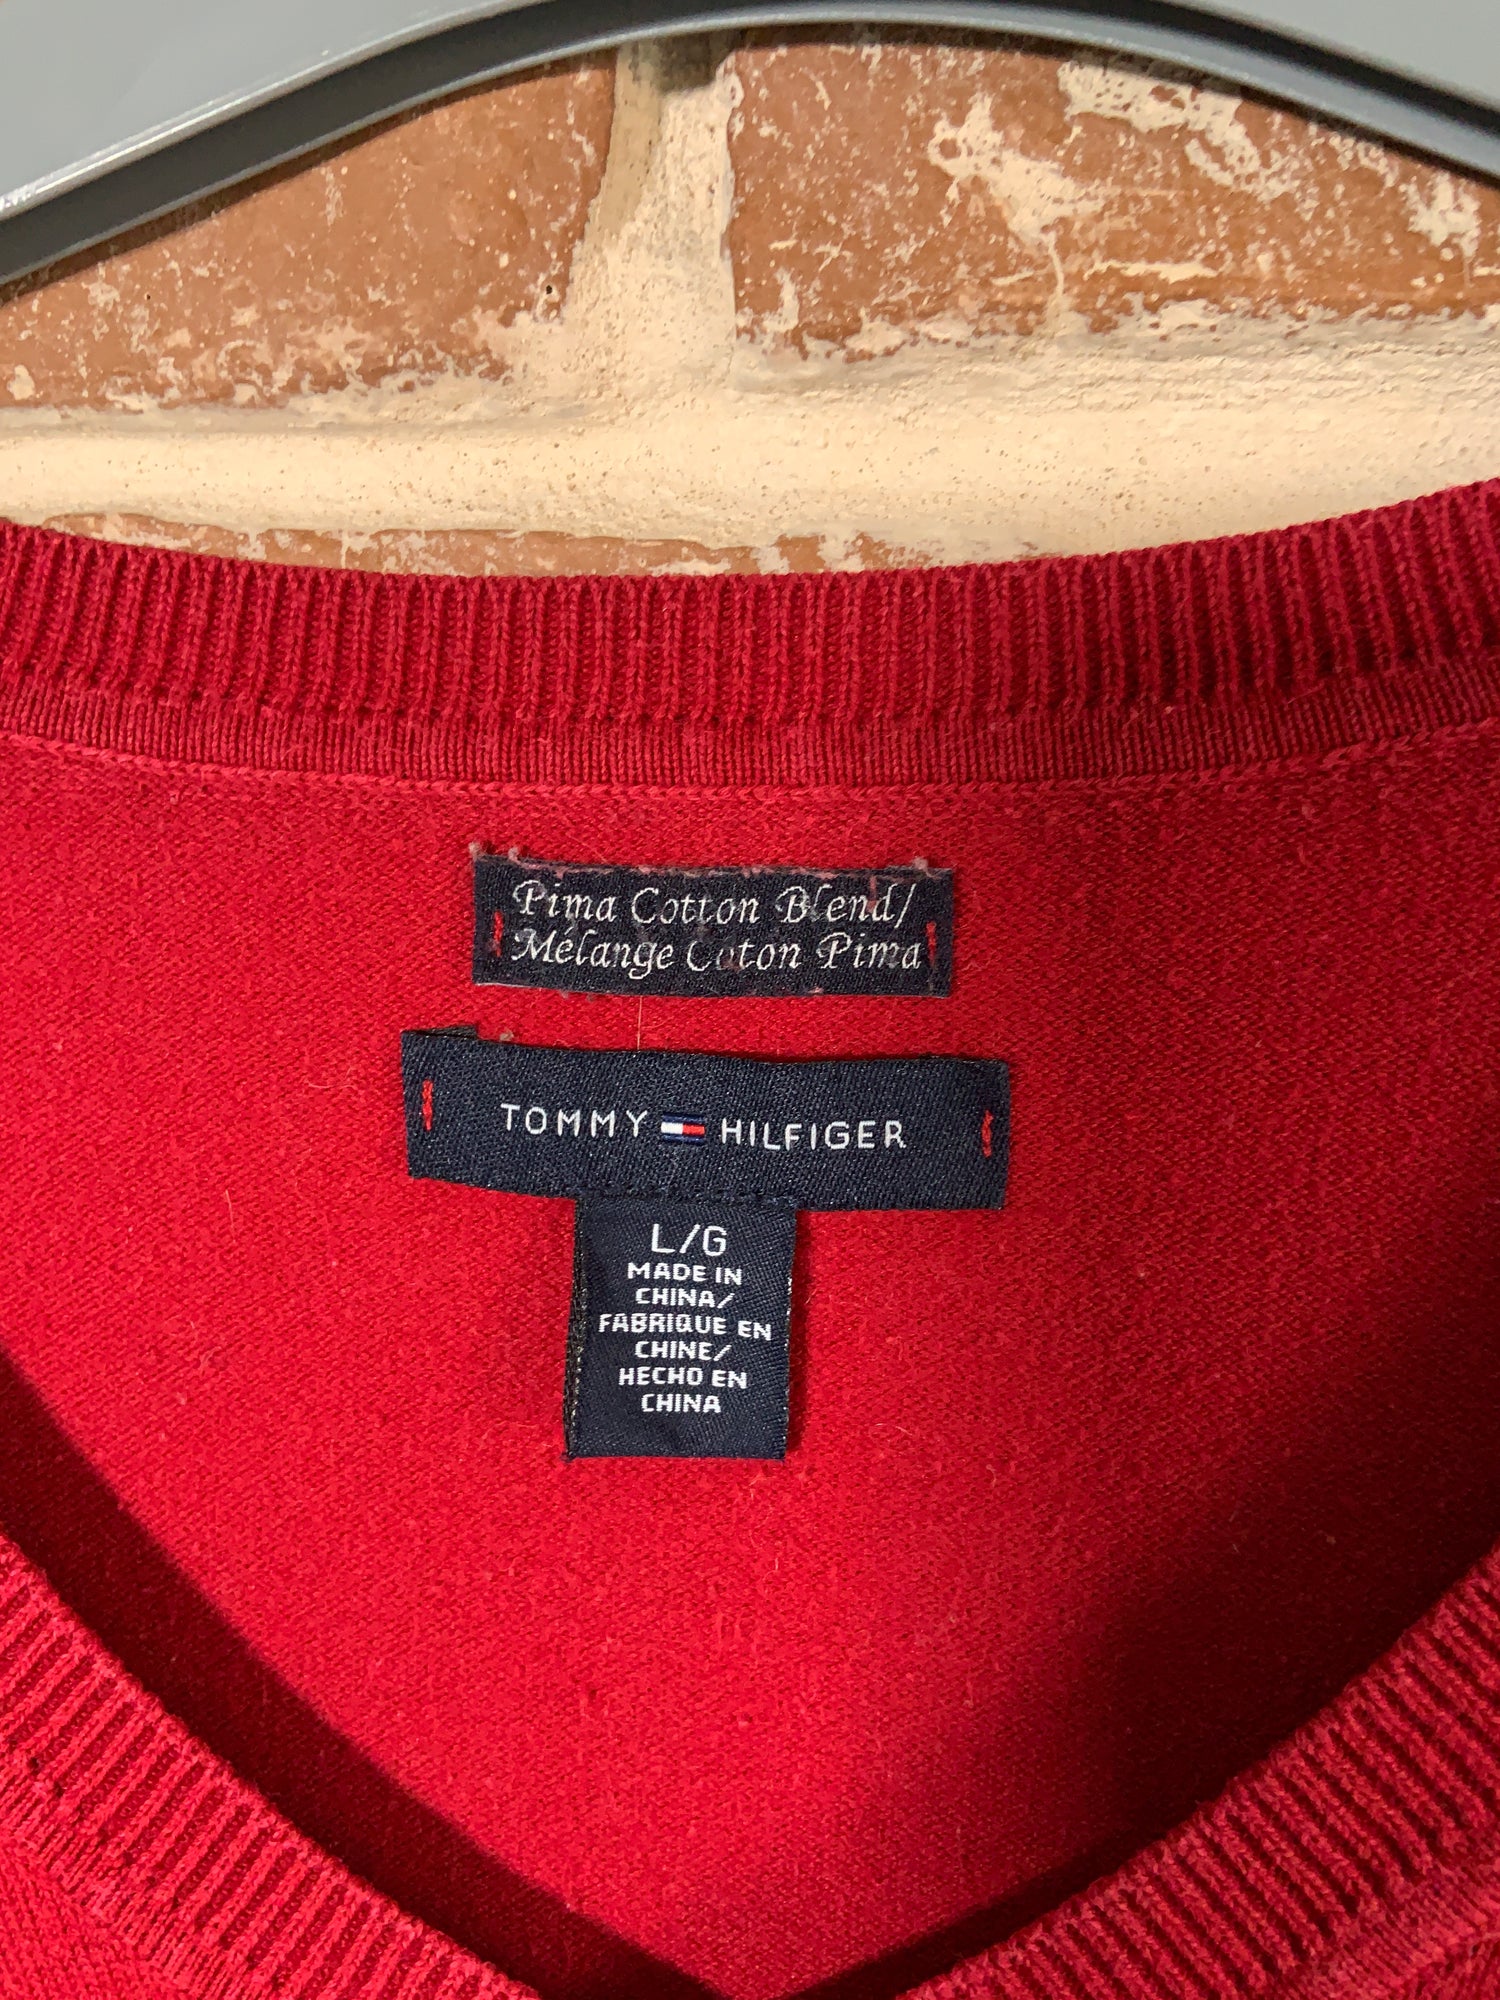 Pima Cotton Blend/
Mélange Coton Pima
TOMMY HILFIGER
L/G
MADE IN
CHINA/
FABRIQUE EN
CHINE/
HECHO EN
CHINA